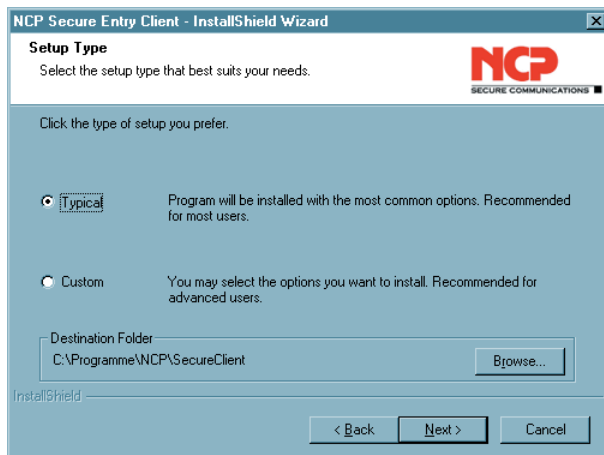 NCP Secure Entry Client - InstallShield Wizard
Setup Type
Select the setup type that best suits your needs.
NCP
SECURE COMMUNICATIONS
Click the type of setup you prefer.
Typical
Program will be installed with the most common options. Recommended
for most users.
Custom
You may select the options you want to install. Recommended for
advanced users.
Destination Folder
C:\Programme\NCP\SecureClient
Browse...
InstallShield
< Back
Next >
Cancel